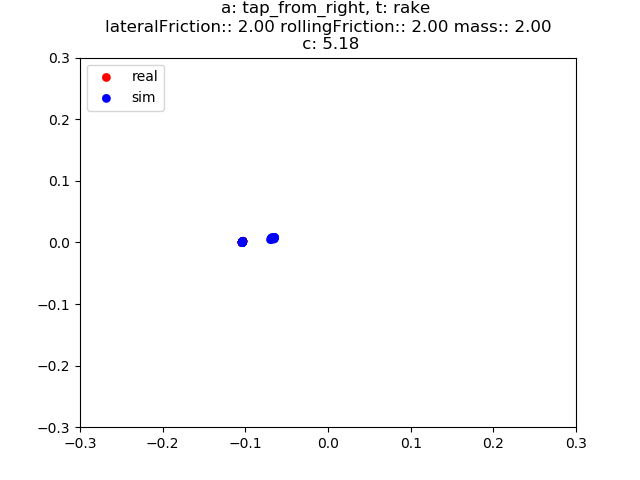 a: tap_from_right, t: rake
lateralFriction:: 2.00 rollingFriction:: 2.00 mass:: 2.00
c: 5.18
real
sim
0.3
0.2
0.1
0.0
−0.1
−0.2
−0.3
−0.3 −0.2 −0.1 0.0 0.1 0.2 0.3